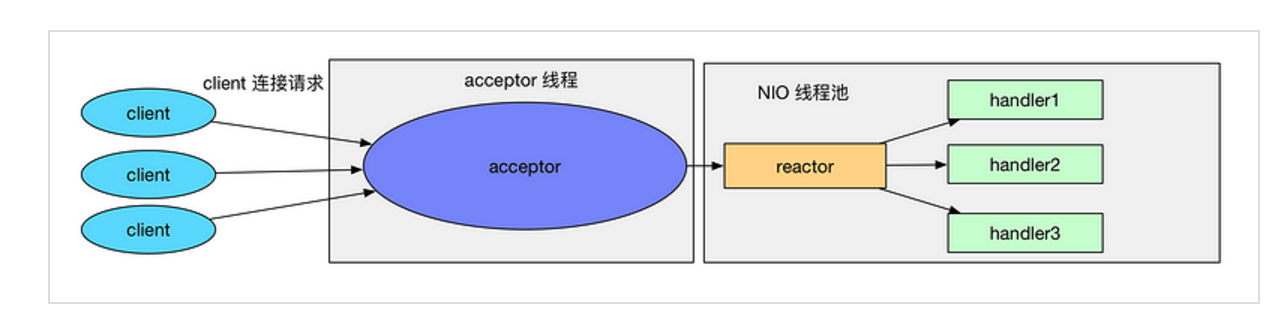 client 连接请求
acceptor 线程
NIO 线程池
client
client
client
acceptor
reactor
handler1
handler2
handler3